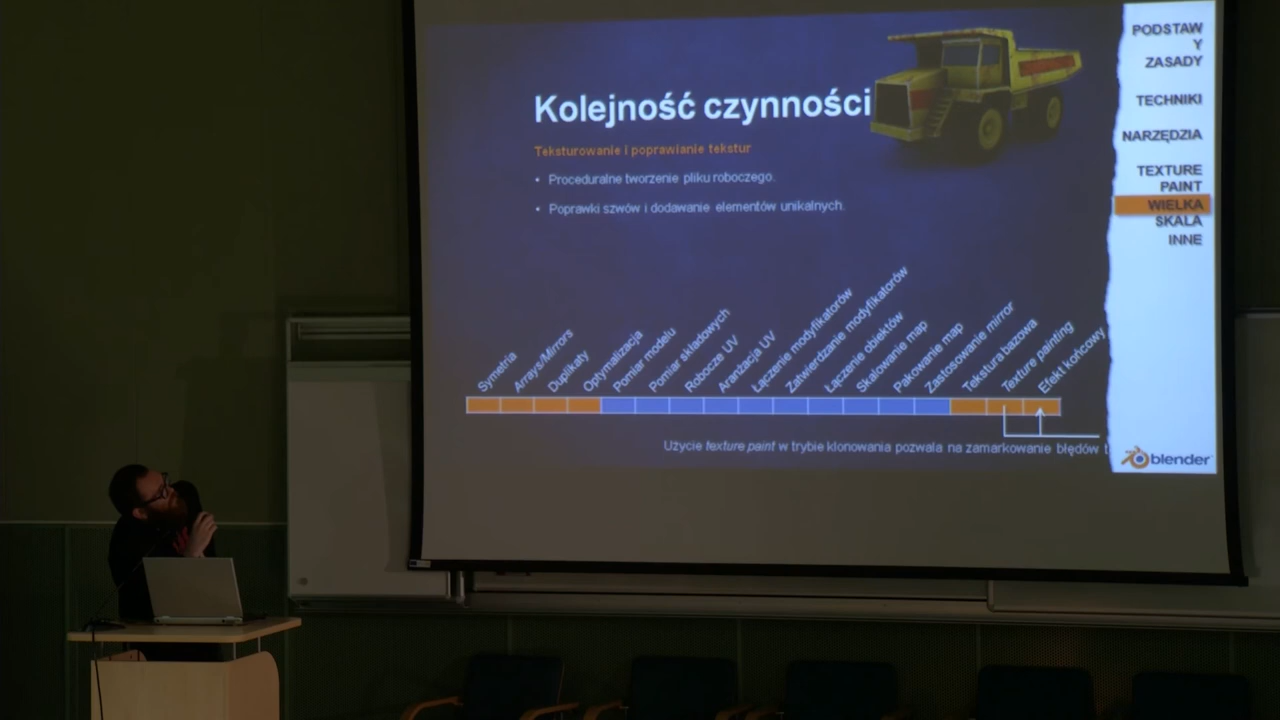 Kolejność czynności
Teksturowanie i poprawianie tekstur
• Proceduralne tworzenie pliku roboczego.
• Poprawki szwów i dodawanie elementów unikalnych.
Symetria
Arrays/Mirrors
Duplikaty
Optymalizacja
Pomiar modelu
Pomiar składowych
Robocze UV
Aranżacja UV
Łączenie modyfikatorów
Zatwierdzanie modyfikatorów
Łączenie obiektów
Skalowanie map
Pakowanie map
Zastosowanie mirror
Tekstura bazowa
Texture painting
Efekt końcowy
Użycie texture paint w trybie klonowania pozwala na zamarkowanie błędów t
PODSTAW
Y
ZASADY
TECHNIKI
NARZĘDZIA
TEXTURE
PAINT
WIELKA
SKALA
INNE
blender